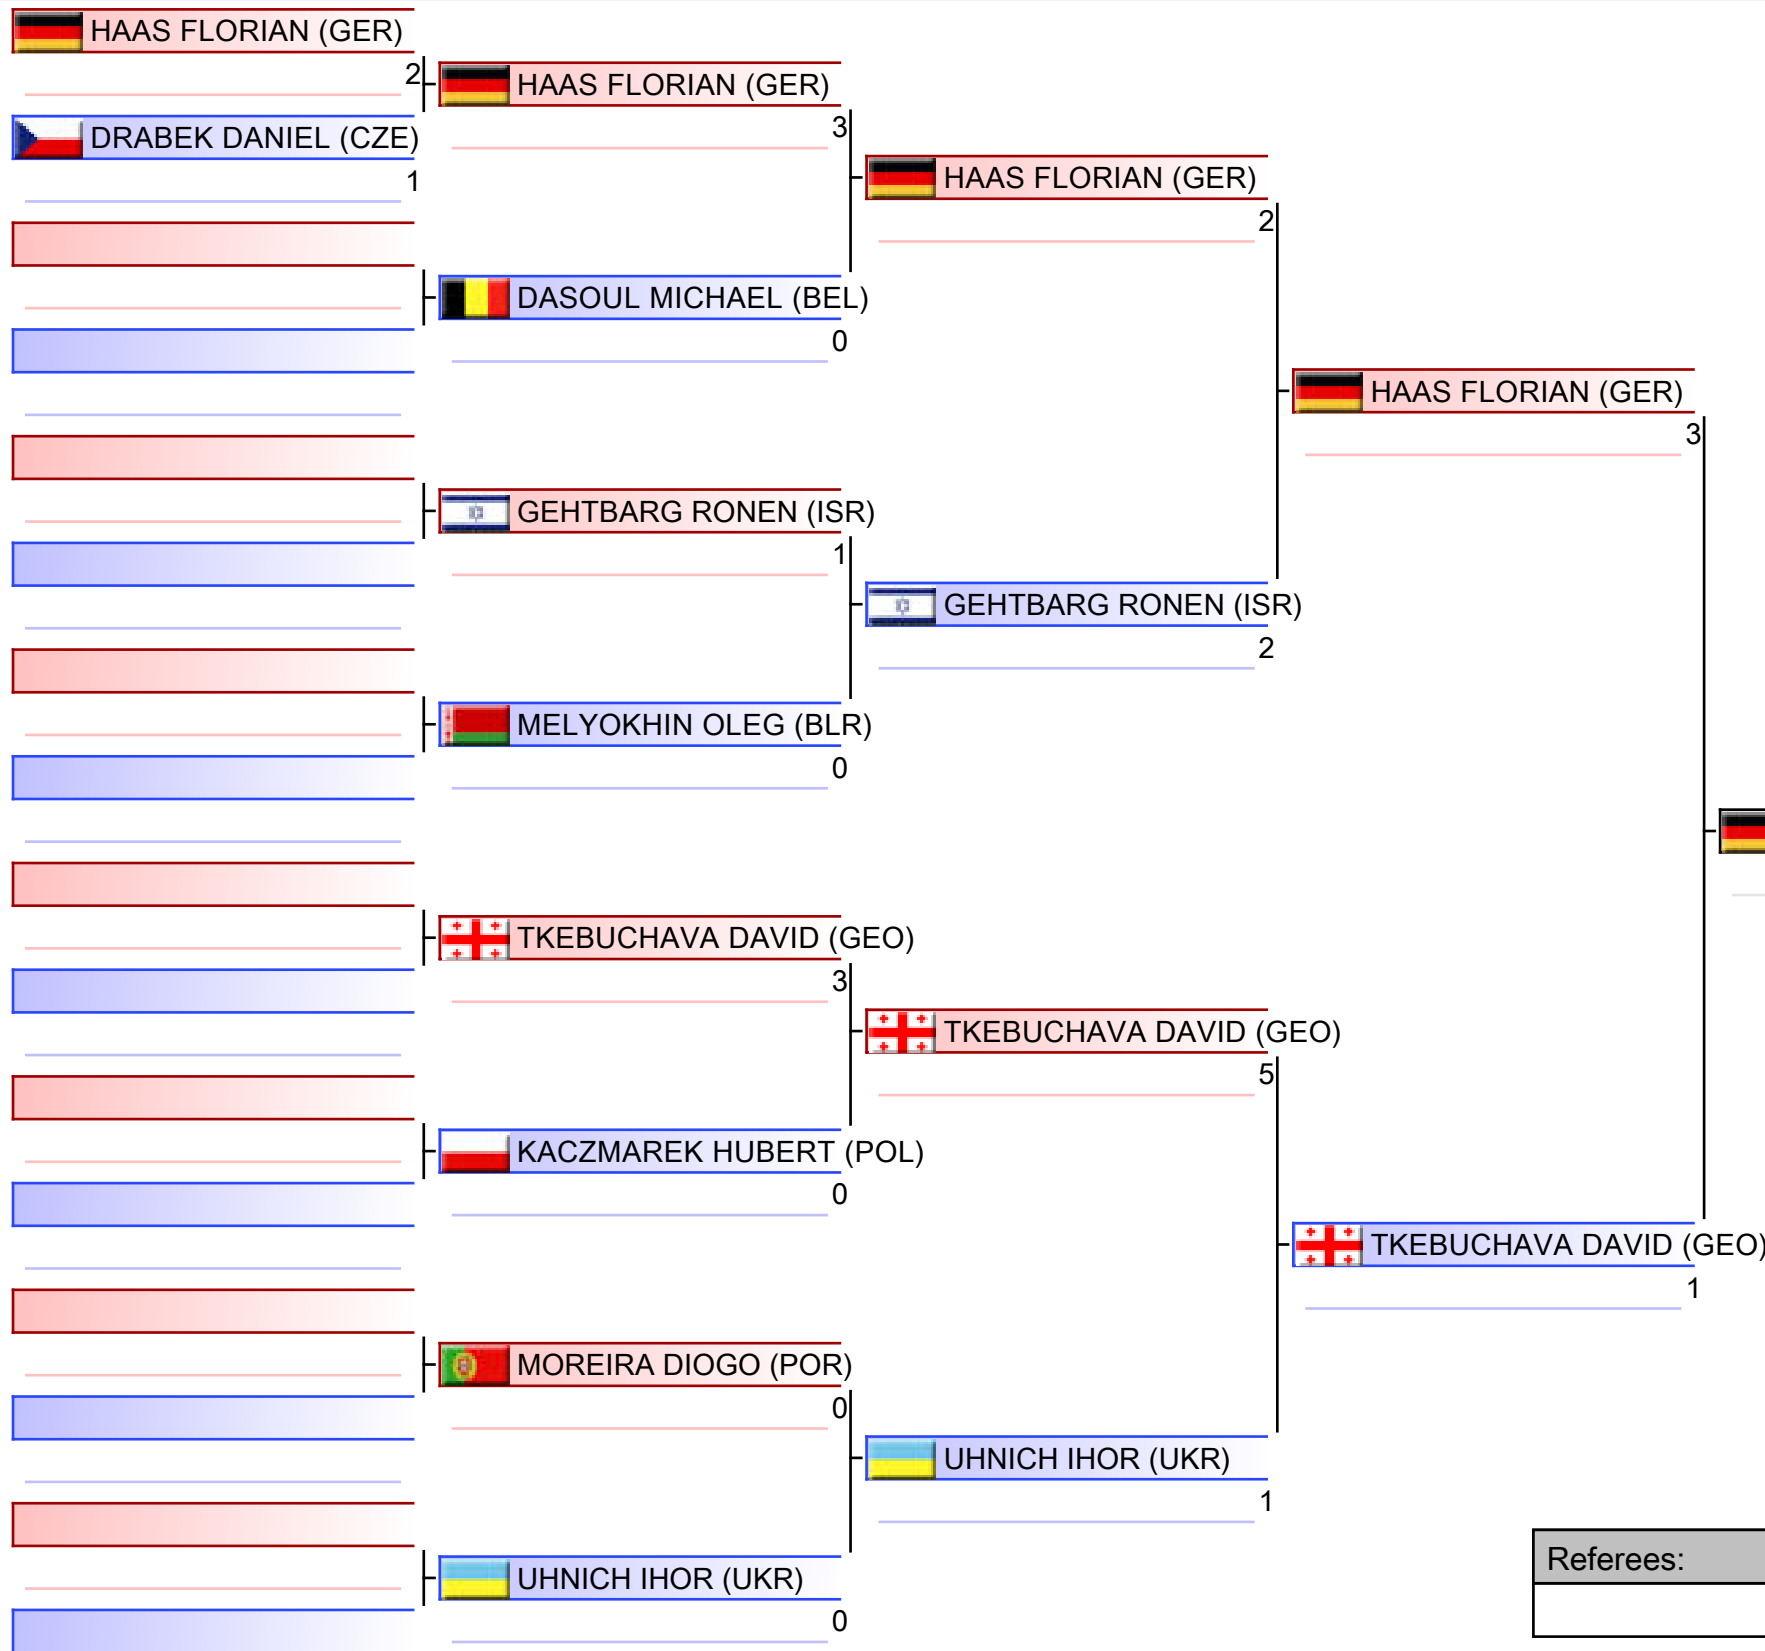 HAAS FLORIAN (GER)
2
DRABEK DANIEL (CZE)
1
HAAS FLORIAN (GER)
3
DASOUL MICHAEL (BEL)
0
GEHTBARG RONEN (ISR)
1
MELYOKHIN OLEG (BLR)
0
TKEBUCHAVA DAVID (GEO)
3
KACZMAREK HUBERT (POL)
0
MOREIRA DIOGO (POR)
0
UHNICH IHOR (UKR)
0
HAAS FLORIAN (GER)
2
GEHTBARG RONEN (ISR)
2
TKEBUCHAVA DAVID (GEO)
5
UHNICH IHOR (UKR)
1
HAAS FLORIAN (GER)
3
TKEBUCHAVA DAVID (GEO)
1
Referees: